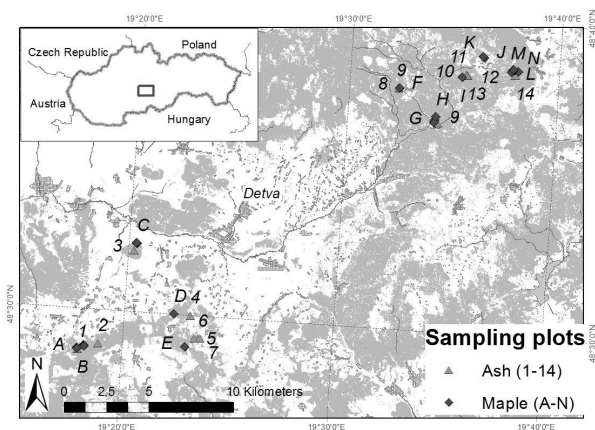 19°20'0"E 19°30'0"E 19°40'0"E
48°40'0"N
Czech Republic Poland
Austria
Hungary
K
11 J M N
9 10 L
8 F 12
I 13 14
H
G 9
Detva
C
3
48°30'0"N
D 4
6
1 2 5
A E 7
B
48°30'0"N
Sampling plots
Ash (1-14)
Maple (A-N)
N
0 2,5 5 10 Kilometers
19°20'0"E 19°30'0"E 19°40'0"E